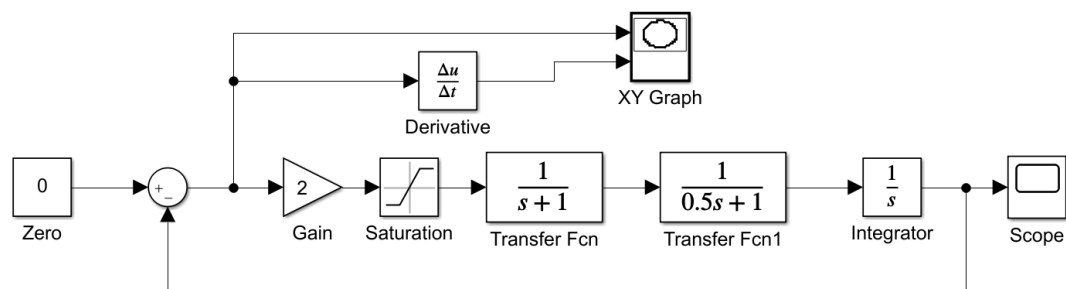 Δu
Δt
XY Graph
Derivative
0
+
−
2
1
s + 1
1
0.5s + 1
1
s
Zero
Gain
Saturation
Transfer Fcn
Transfer Fcn1
Integrator
Scope